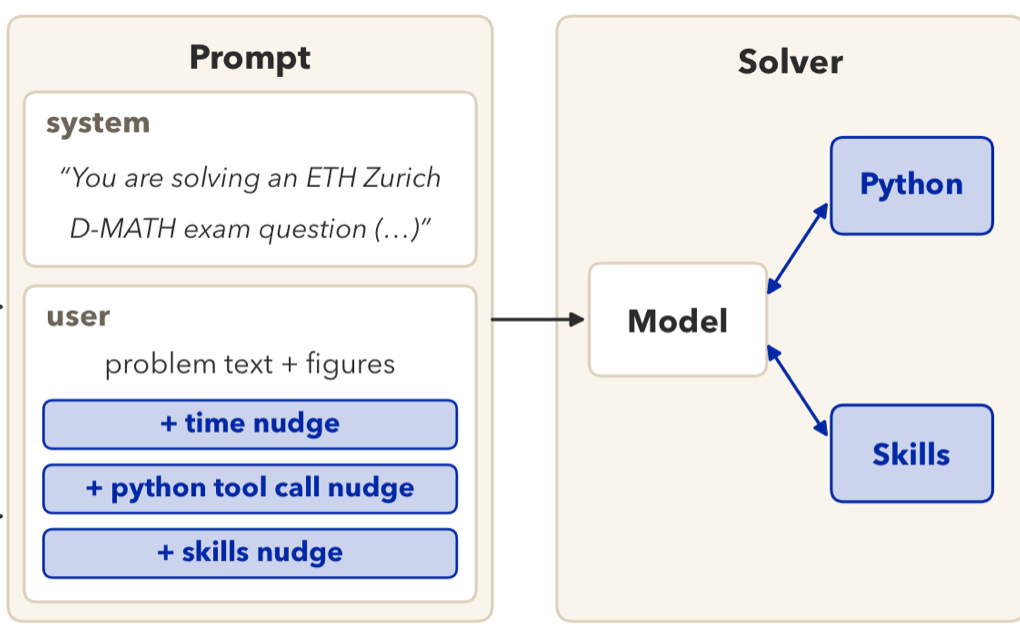 Prompt
system
“You are solving an ETH Zurich
D-MATH exam question (…)”
user
problem text + figures
+ time nudge
+ python tool call nudge
+ skills nudge
Solver
Python
Model
Skills